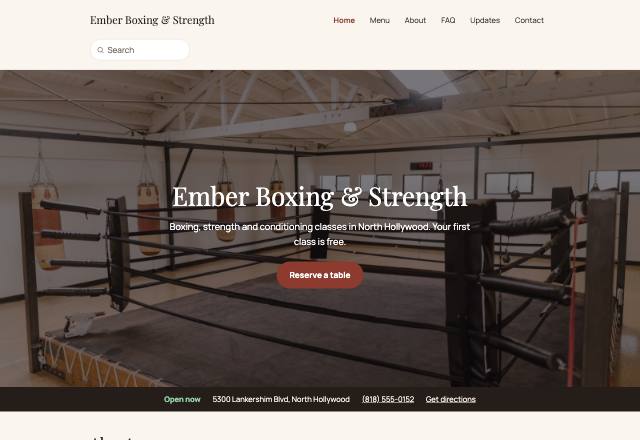 Ember Boxing & Strength
Home Menu About FAQ Updates Contact
Search
Ember Boxing & Strength
Boxing, strength and conditioning classes in North Hollywood. Your first
class is free.
Reserve a table
Open now 5300 Lankershim Blvd, North Hollywood (818) 555-0152 Get directions